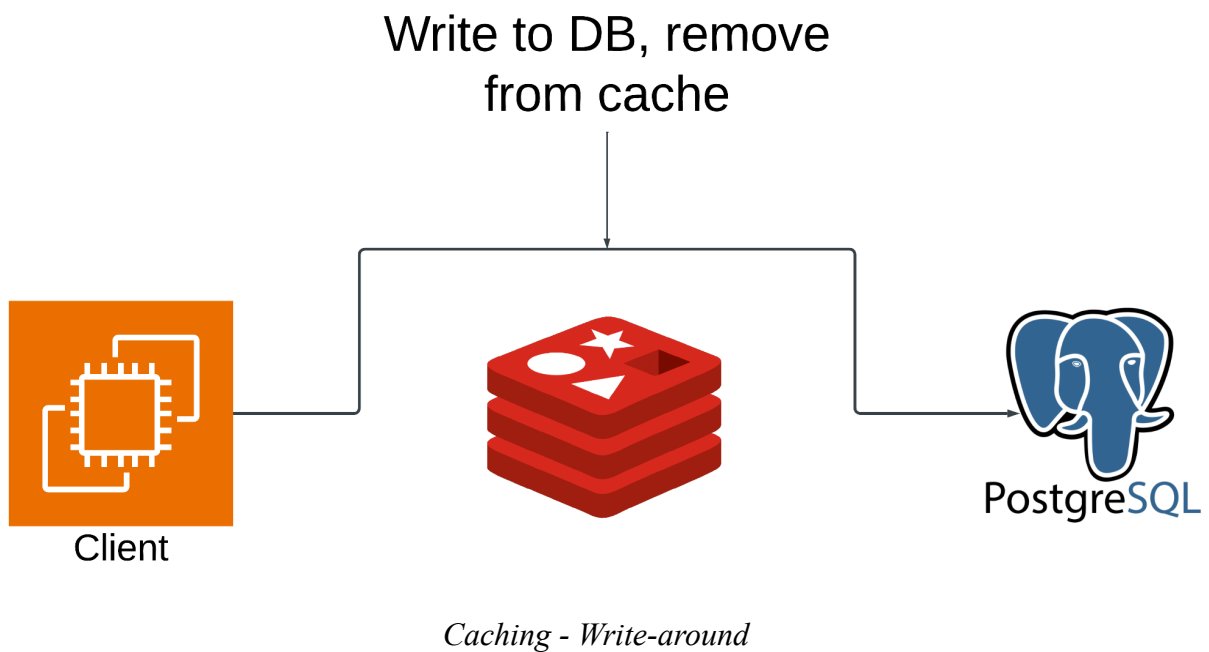 Write to DB, remove
from cache
PostgreSQL
Client
Caching - Write-around